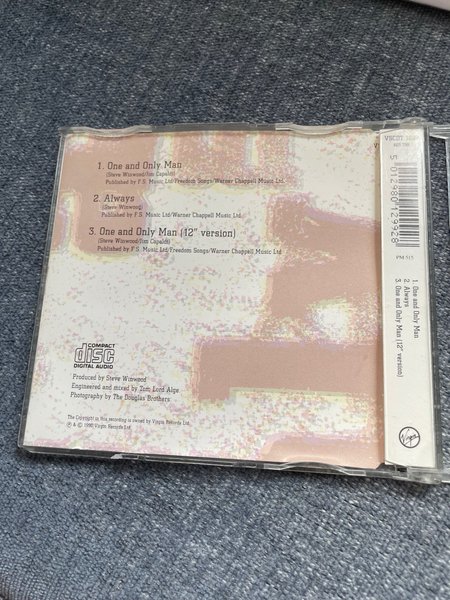 1. One and Only Man
(Steve Winwood/Jim Capaldi)
Published by F.S. Music Ltd/Freedom Songs/Warner Chappell Music Ltd.
2. Always
(Steve Winwood)
Published by F.S. Music Ltd/Warner Chappell Music Ltd.
3. One and Only Man (12" version)
(Steve Winwood/Jim Capaldi)
Published by F.S. Music Ltd/Freedom Songs/Warner Chappell Music Ltd
COMPACT
disc
DIGITAL AUDIO
Produced by Steve Winwood
Engineered and mixed by Tom Lord Alge
Photography by The Douglas Brothers
The Copyright in this recording is owned by Virgin Records Ltd.
℗ & © 1990 Virgin Records Ltd.
VSCDT
5 012980 129928
PM 515
1. One and Only Man
2. Always
3. One and Only Man (12" version)
Virgin